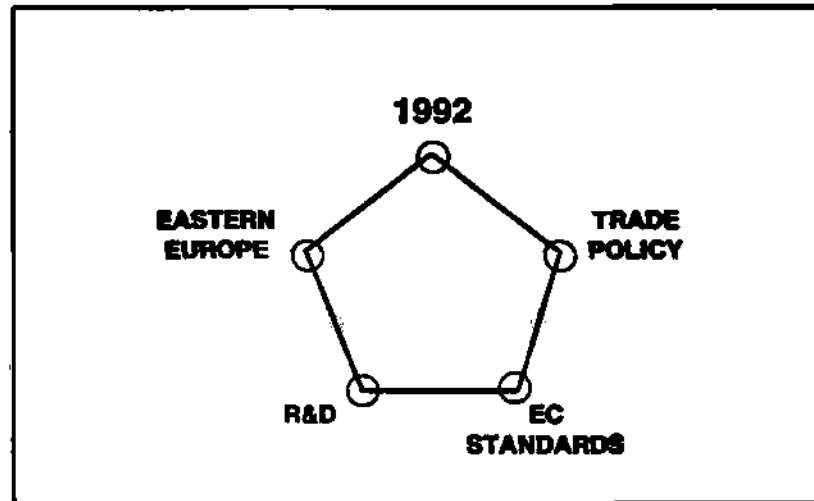 1992
EASTERN
EUROPE
TRADE
POLICY
R&D
EC
STANDARDS